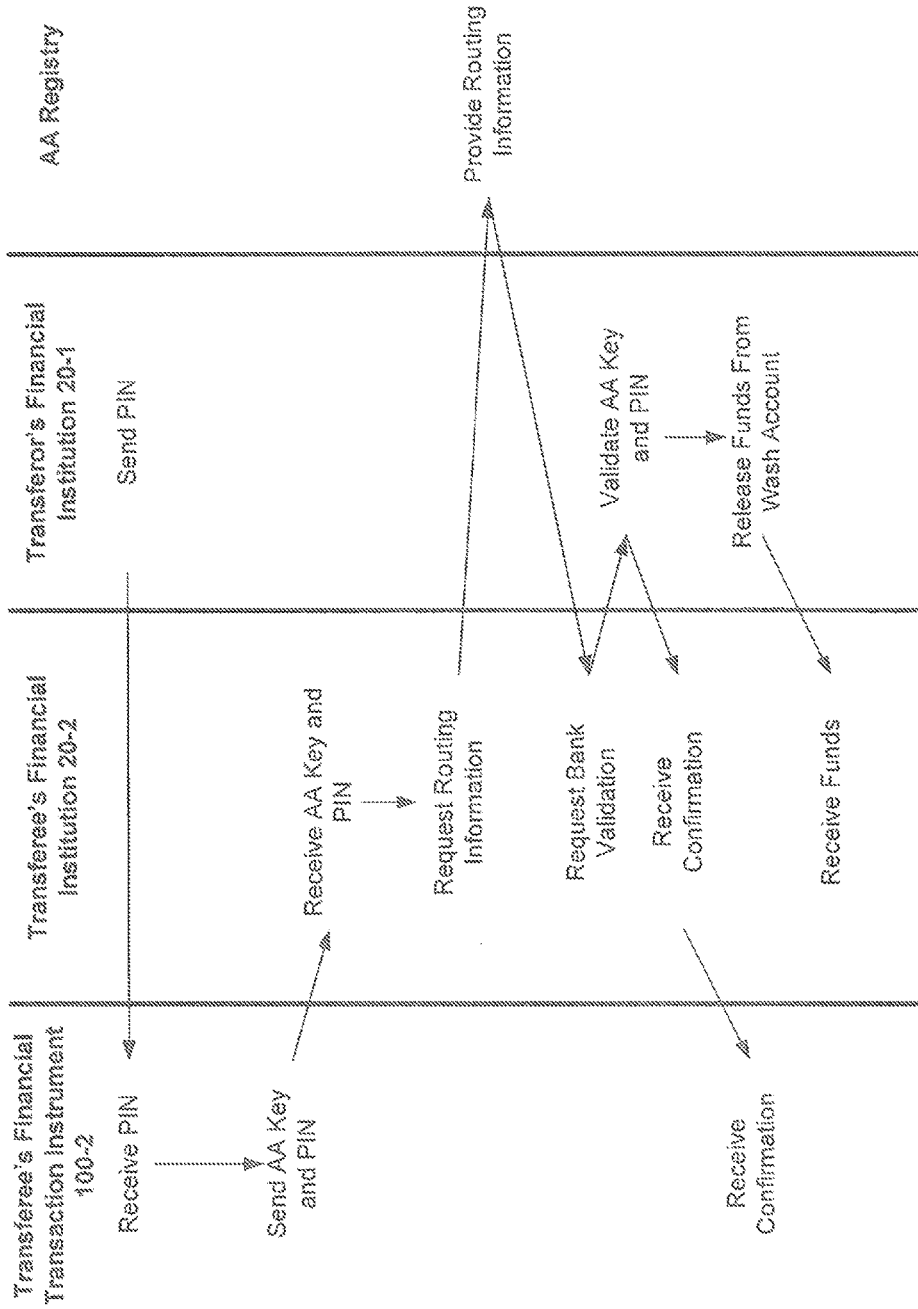 Transferee's Financial
Transaction Instrument
100-2
Transferee's Financial
Institution 20-2
Transferor's Financial
Institution 20-1
AA Registry
Send PIN
Receive PIN
Send AA Key
and PIN
Receive AA Key and
PIN
Request Routing
Information
Provide Routing
Information
Request Bank
Validation
Validate AA Key
and PIN
Receive
Confirmation
Receive
Confirmation
Release Funds From
Wash Account
Receive Funds